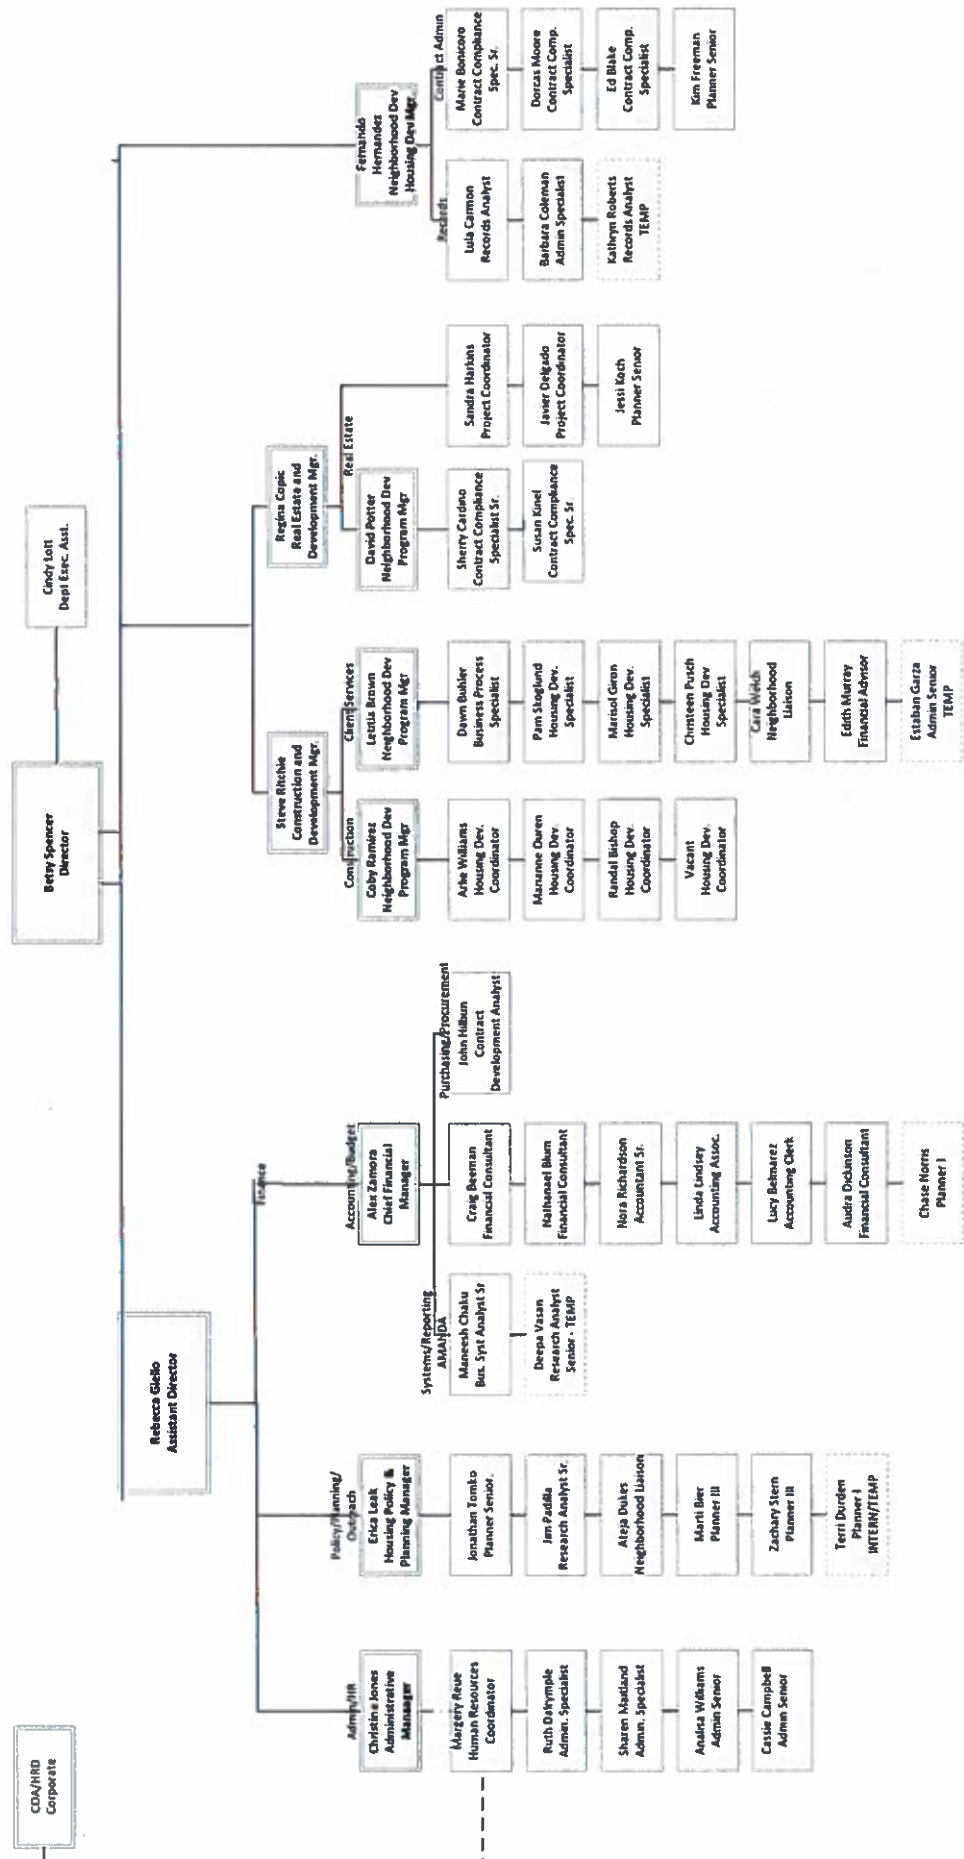 CDA/HRD
Corporate
Betsy Spencer
Director
Cindy Lott
Dept Exec. Asst.
Rebecca Giello
Assistant Director
Finance
Steve Ritchie
Construction and
Development Mgr.
Regina Copic
Real Estate and
Development Mgr.
Admin/HR
Christine Jones
Administrative
Manaager
Margery Reue
Human Resources
Coordinator
Ruth Dalrymple
Admin. Specialist
Sharen Maitland
Admin. Specialist
Williams
Admin Senior
Cassie Campbell
Admin Senior
Policy/Planning/
Outreach
Erica Leak
Housing Policy &
Planning Manager
Jonathan Tomko
Planner Senior.
Jim Padilla
Research Analyst Sr.
Ateja Dukes
Neighborhood Liaison
Marti Bier
Planner III
Zachary Stern
Planner III
Terri Durden
Planner I
INTERN/TEMP
Accounting/Budget
Alex Zamora
Chief Financial
Manager
Systems/Reporting
AMANDA
Maneesh Chaku
Bus. Syst Analyst Sr
Deepa Vasan
Research Analyst
Senior - TEMP
Craig Beeman
Financial Consultant
Nathanael Blum
Financial Consultant
Nora Richardson
Accountant Sr.
Linda Lindsey
Accounting Assoc.
Lucy Belmarez
Accounting Clerk
Audra Dickinson
Financial Consultant
Chase Norris
Planner I
Purchasing/Procurement
John Hilbun
Contract
Development Analyst
Construction
Coby Ramirez
Neighborhood Dev
Program Mgr
Arlie Williams
Housing Dev.
Coordinator
Marianne Duren
Housing Dev.
Coordinator
Randal Bishop
Housing Dev.
Coordinator
Vacant
Housing Dev.
Coordinator
Client Services
Letitia Brown
Neighborhood Dev
Program Mgr
Dawn Buhler
Business Process
Specialist
Pam Skoglund
Housing Dev.
Specialist
Marisol Giron
Housing Dev.
Specialist
Christeen Pusch
Housing Dev
Specialist
Cara Welch
Neighborhood
Liaison
Edith Murray
Financial Advisor
Estaban Garza
Admin Senior
TEMP
Real Estate
David Potter
Neighborhood Dev
Program Mgr
Sherry Cardino
Contract Compliance
Specialist Sr.
Susan Kinel
Contract Compliance
Spec. Sr.
Sandra Harkins
Project Coordinator
Javier Delgado
Project Coordinator
Jessi Koch
Planner Senior
Fernando
Hernandez
Neighborhood Dev
Housing Dev Mgr.
Records
Lula Carmon
Records Analyst
Barbara Coleman
Admin Specialist
Kathryn Roberts
Records Analyst
TEMP
Contract Admin
Marie Bonicoro
Contract Compliance
Spec. Sr.
Dorcas Moore
Contract Comp.
Specialist
Ed Blake
Contract Comp.
Specialist
Kim Freeman
Planner Senior